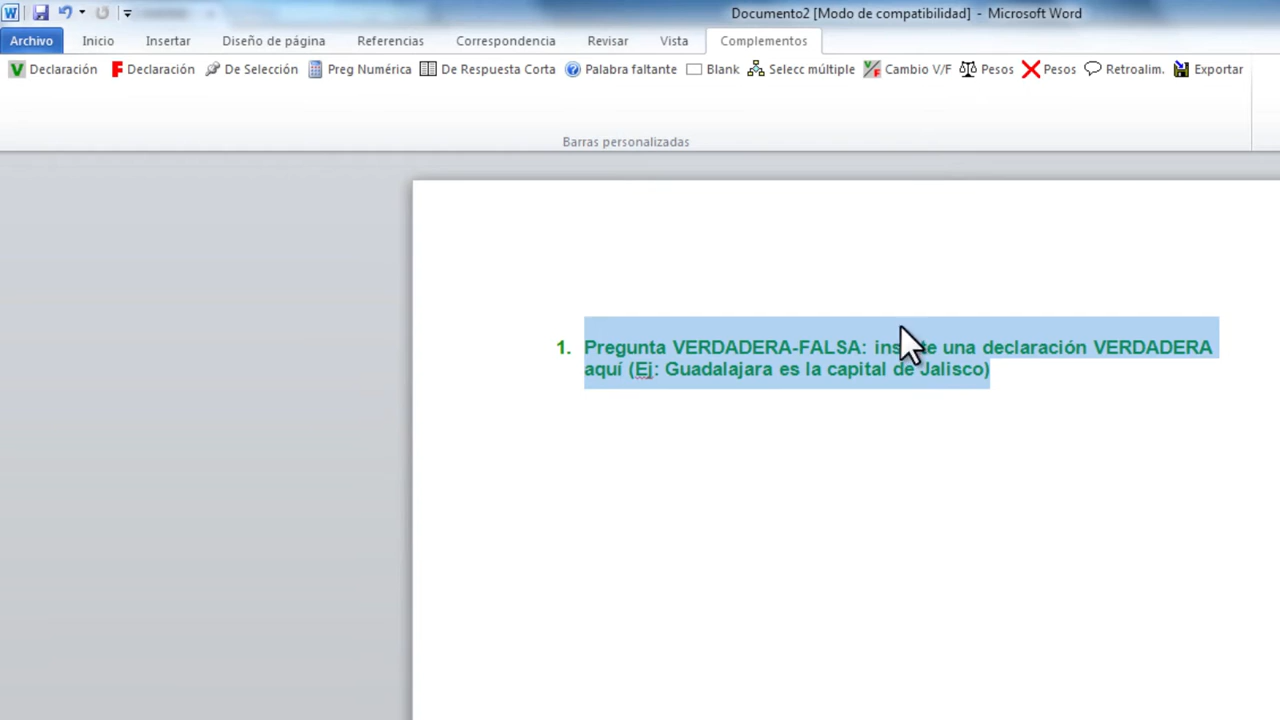 Documento2 [Modo de compatibilidad] - Microsoft Word
Archivo Inicio Insertar Diseño de página Referencias Correspondencia Revisar Vista Complementos
V Declaración F Declaración De Selección Preg Numérica De Respuesta Corta Palabra faltante Blank Selecc múltiple Cambio V/F Pesos Pesos Retroalim. Exportar
Barras personalizadas
1. Pregunta VERDADERA-FALSA: una declaración VERDADERA
aquí (Ej: Guadalajara es la capital de Jalisco)